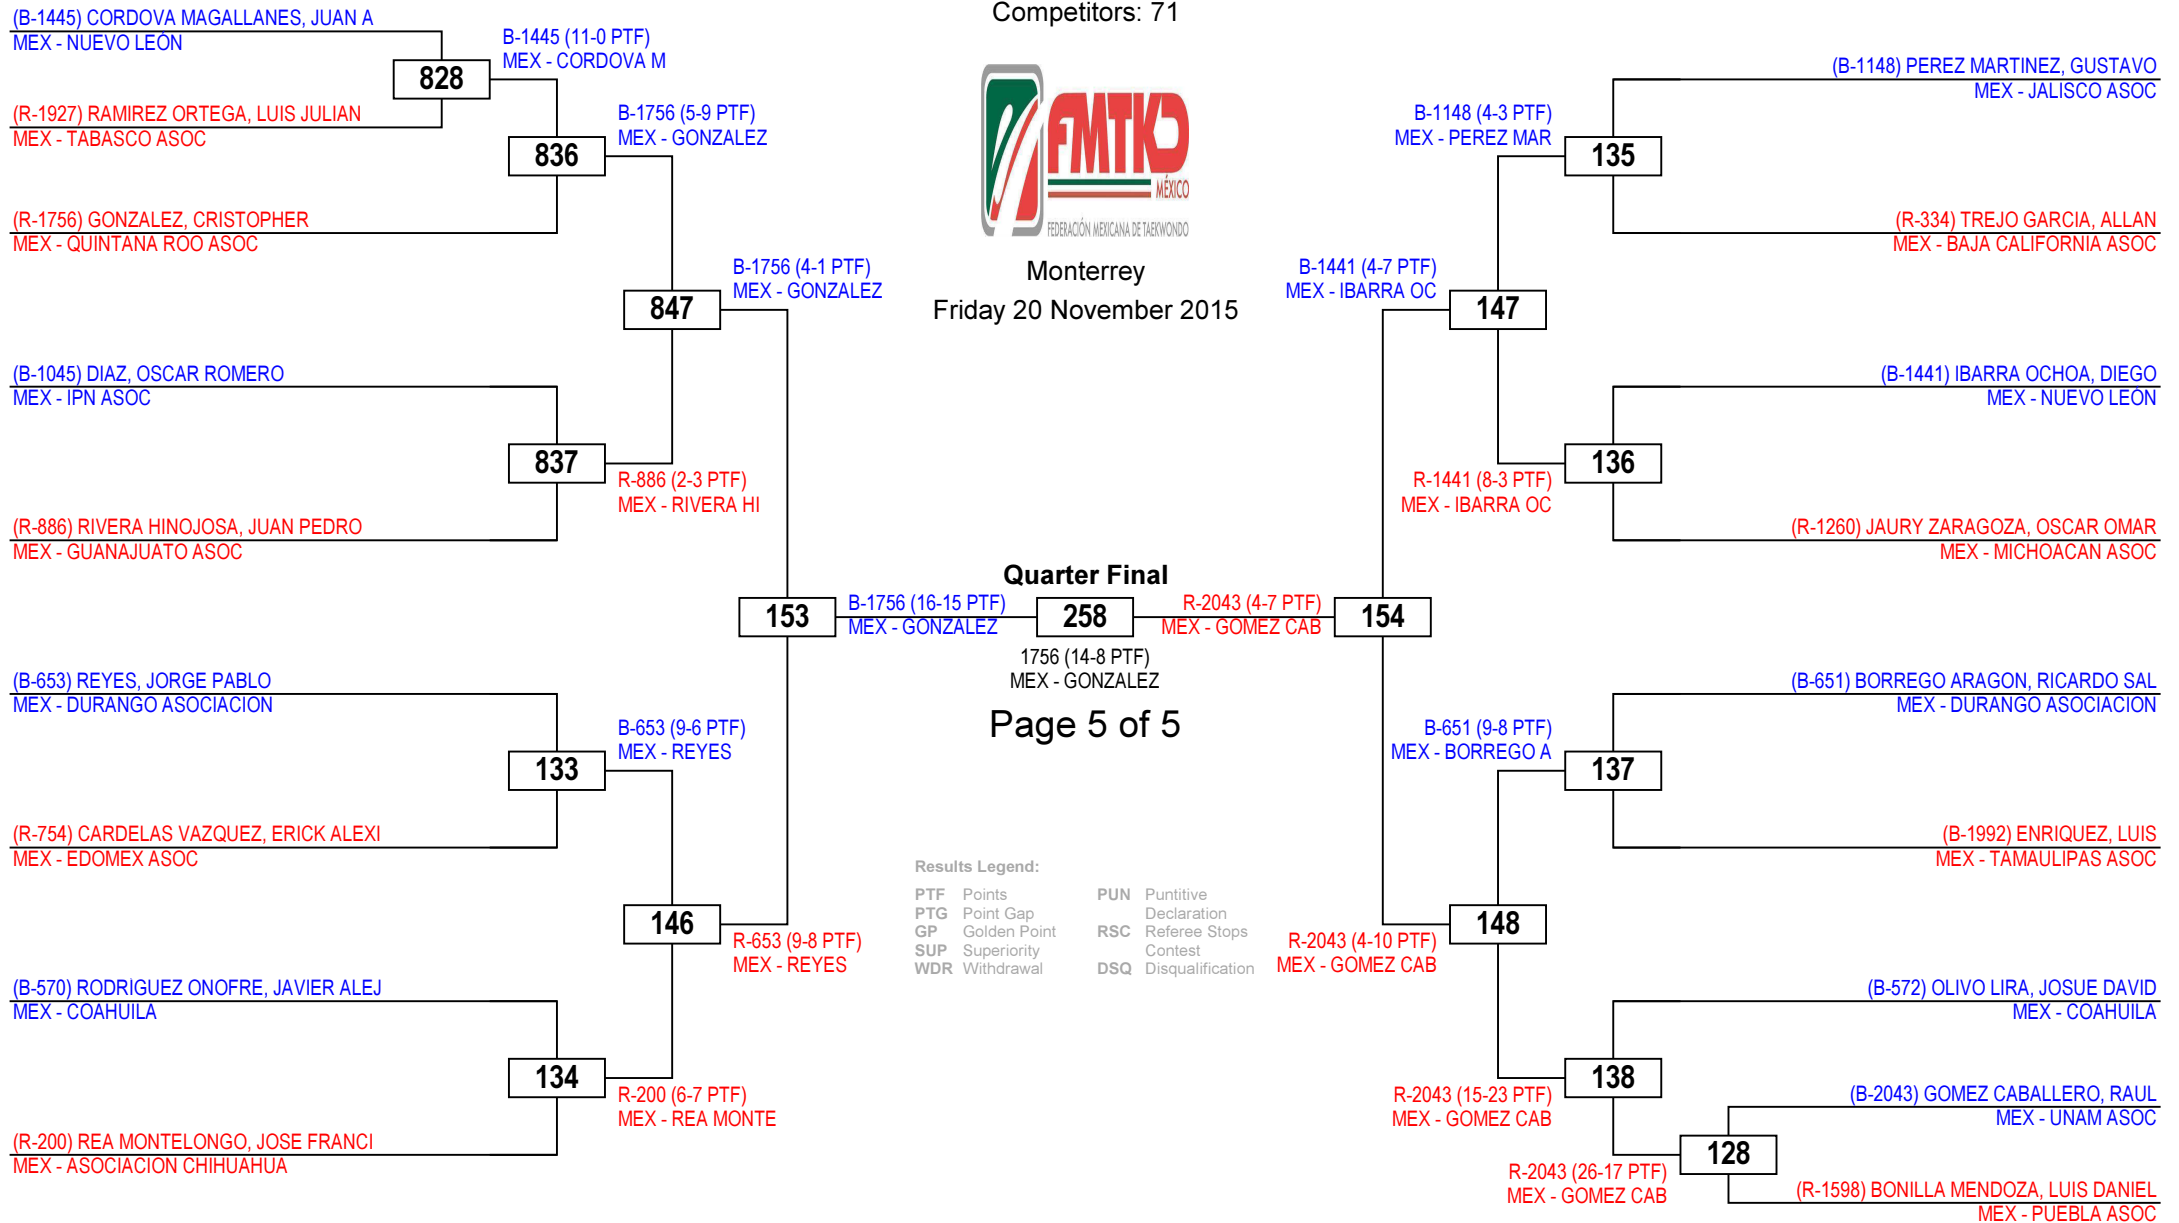 (B-1445) CORDOVA MAGALLANES, JUAN A
MEX - NUEVO LEÓN
(R-1927) RAMIREZ ORTEGA, LUIS JULIAN
MEX - TABASCO ASOC
828
B-1445 (11-0 PTF)
MEX - CORDOVA M
(R-1756) GONZALEZ, CRISTOPHER
MEX - QUINTANA ROO ASOC
836
B-1756 (5-9 PTF)
MEX - GONZALEZ
(B-1045) DIAZ, OSCAR ROMERO
MEX - IPN ASOC
(R-886) RIVERA HINOJOSA, JUAN PEDRO
MEX - GUANAJUATO ASOC
837
R-886 (2-3 PTF)
MEX - RIVERA HI
847
B-1756 (4-1 PTF)
MEX - GONZALEZ
(B-653) REYES, JORGE PABLO
MEX - DURANGO ASOCIACION
(R-754) CARDELAS VAZQUEZ, ERICK ALEXI
MEX - EDOMEX ASOC
133
B-653 (9-6 PTF)
MEX - REYES
(B-570) RODRÍGUEZ ONOFRE, JAVIER ALEJ
MEX - COAHUILA
(R-200) REA MONTELONGO, JOSE FRANCI
MEX - ASOCIACION CHIHUAHUA
134
R-200 (6-7 PTF)
MEX - REA MONTE
146
R-653 (9-8 PTF)
MEX - REYES
153
B-1756 (16-15 PTF)
MEX - GONZALEZ
Competitors: 71
FMTKD
MÉXICO
FEDERACIÓN MEXICANA DE TAEKWONDO
Monterrey
Friday 20 November 2015
Quarter Final
258
1756 (14-8 PTF)
MEX - GONZALEZ
Page 5 of 5
Results Legend:
PTF Points
PTG Point Gap
GP Golden Point
SUP Superiority
WDR Withdrawal
PUN Puntitive
Declaration
RSC Referee Stops
Contest
DSQ Disqualification
R-2043 (4-7 PTF)
MEX - GOMEZ CAB
154
B-1441 (4-7 PTF)
MEX - IBARRA OC
147
B-1148 (4-3 PTF)
MEX - PEREZ MAR
135
(B-1148) PEREZ MARTINEZ, GUSTAVO
MEX - JALISCO ASOC
(R-334) TREJO GARCIA, ALLAN
MEX - BAJA CALIFORNIA ASOC
R-1441 (8-3 PTF)
MEX - IBARRA OC
136
(B-1441) IBARRA OCHOA, DIEGO
MEX - NUEVO LEÓN
(R-1260) JAURY ZARAGOZA, OSCAR OMAR
MEX - MICHOACAN ASOC
R-2043 (4-10 PTF)
MEX - GOMEZ CAB
148
B-651 (9-8 PTF)
MEX - BORREGO A
137
(B-651) BORREGO ARAGON, RICARDO SAL
MEX - DURANGO ASOCIACION
(B-1992) ENRIQUEZ, LUIS
MEX - TAMAULIPAS ASOC
R-2043 (15-23 PTF)
MEX - GOMEZ CAB
138
(B-572) OLIVO LIRA, JOSUE DAVID
MEX - COAHUILA
R-2043 (26-17 PTF)
MEX - GOMEZ CAB
128
(B-2043) GOMEZ CABALLERO, RAUL
MEX - UNAM ASOC
(R-1598) BONILLA MENDOZA, LUIS DANIEL
MEX - PUEBLA ASOC